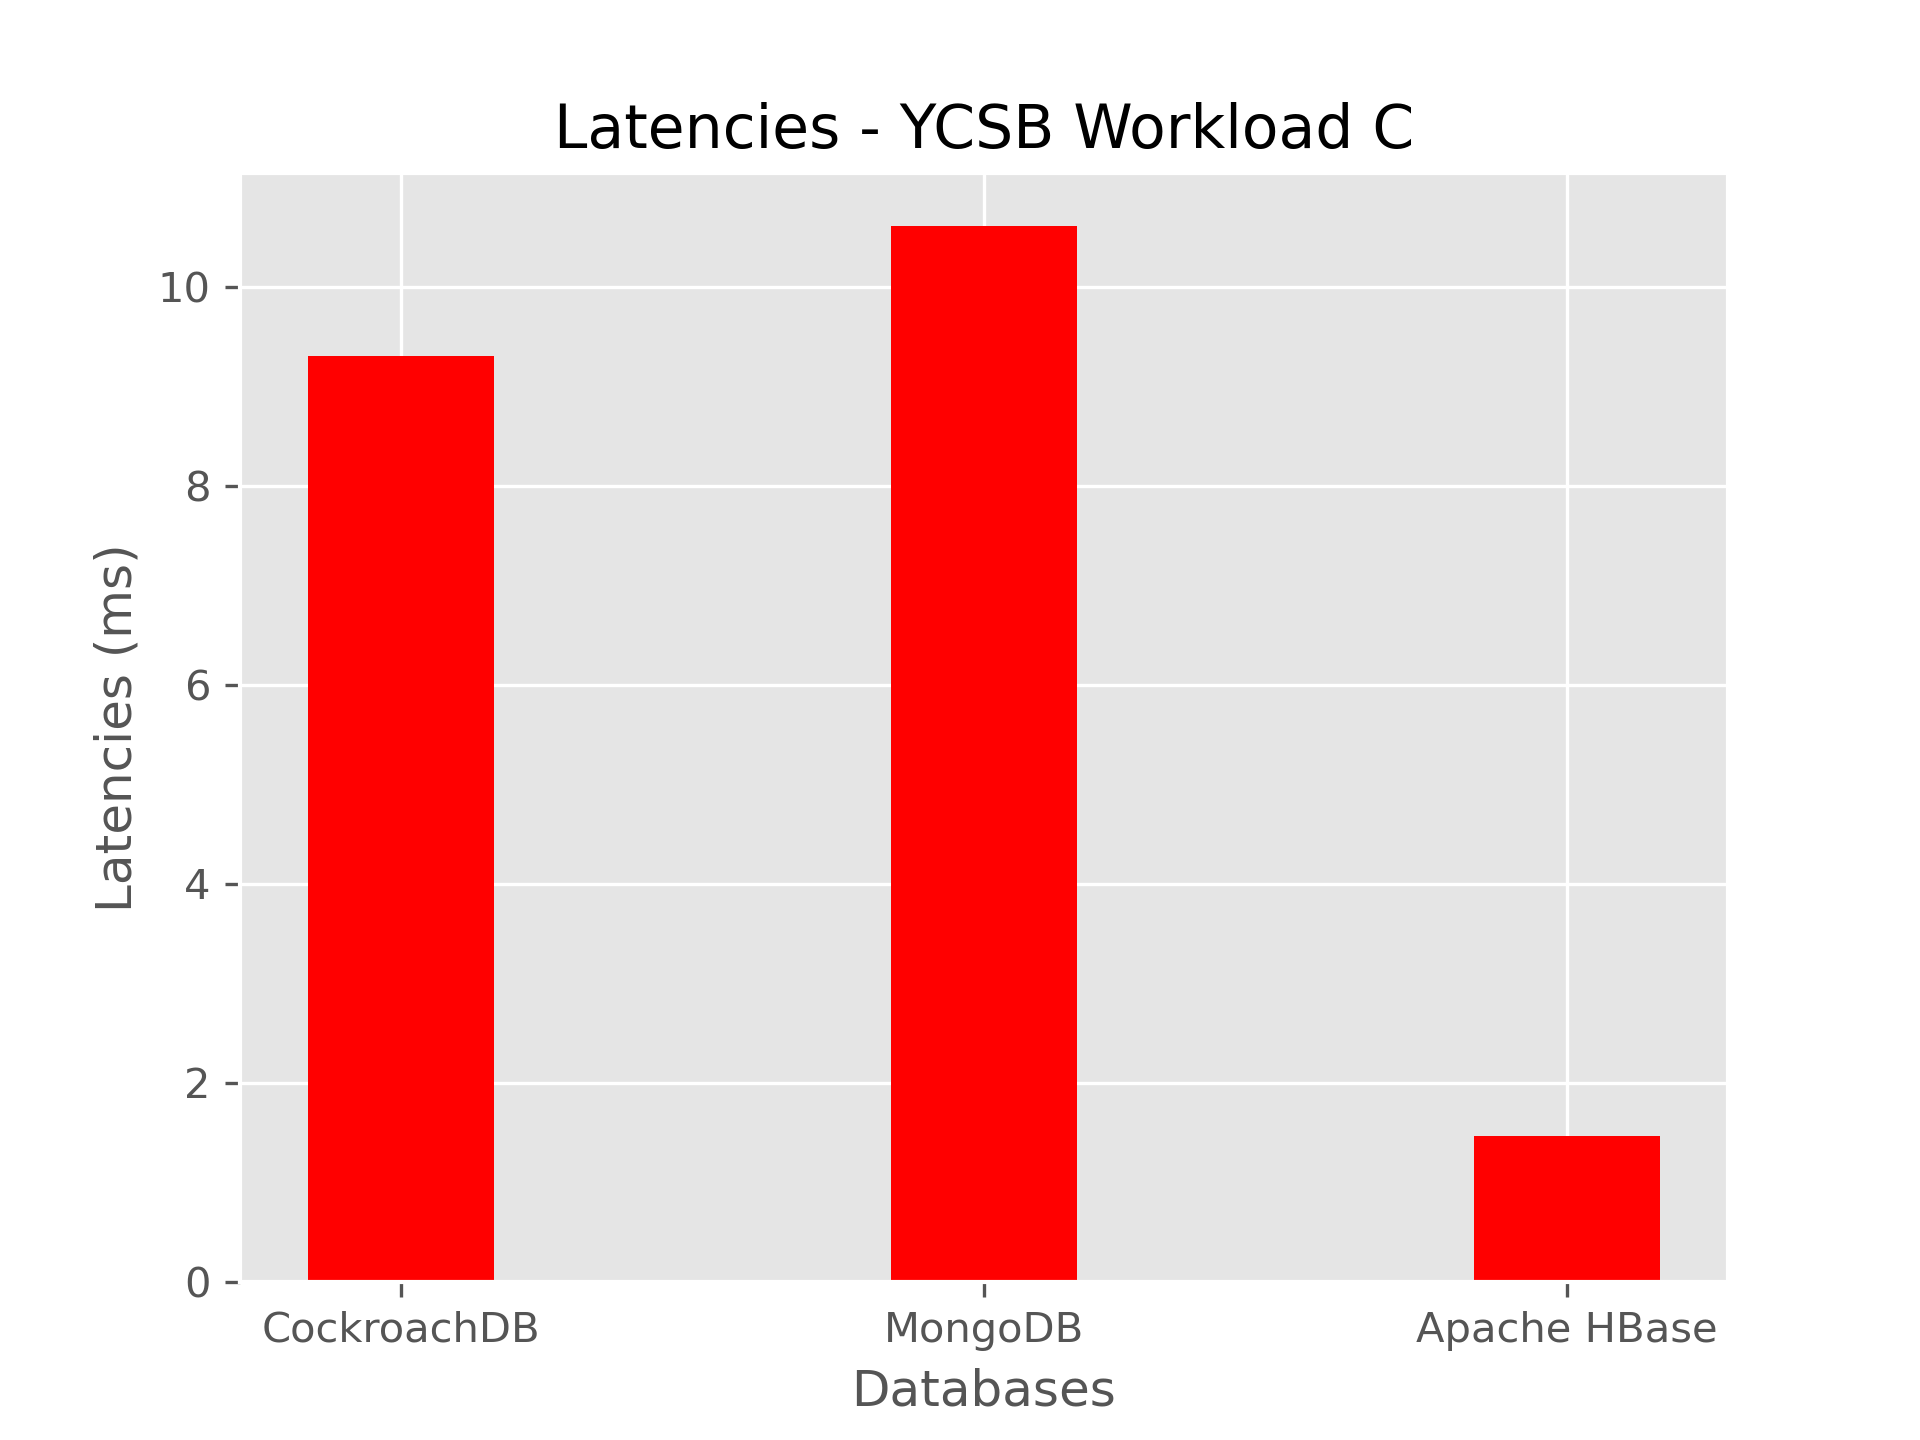 Latencies - YCSB Workload C
Latencies (ms)
10
8
6
4
2
0
CockroachDB MongoDB Apache HBase
Databases